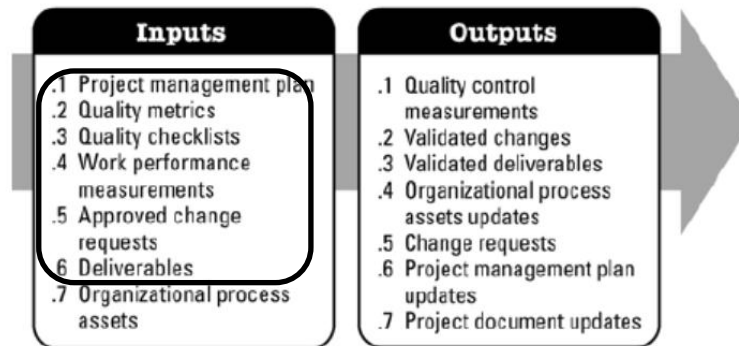 Inputs
.1 Project management plan
.2 Quality metrics
.3 Quality checklists
.4 Work performance
measurements
.5 Approved change
requests
.6 Deliverables
.7 Organizational process
assets
Outputs
.1 Quality control
measurements
.2 Validated changes
.3 Validated deliverables
.4 Organizational process
assets updates
.5 Change requests
.6 Project management plan
updates
.7 Project document updates